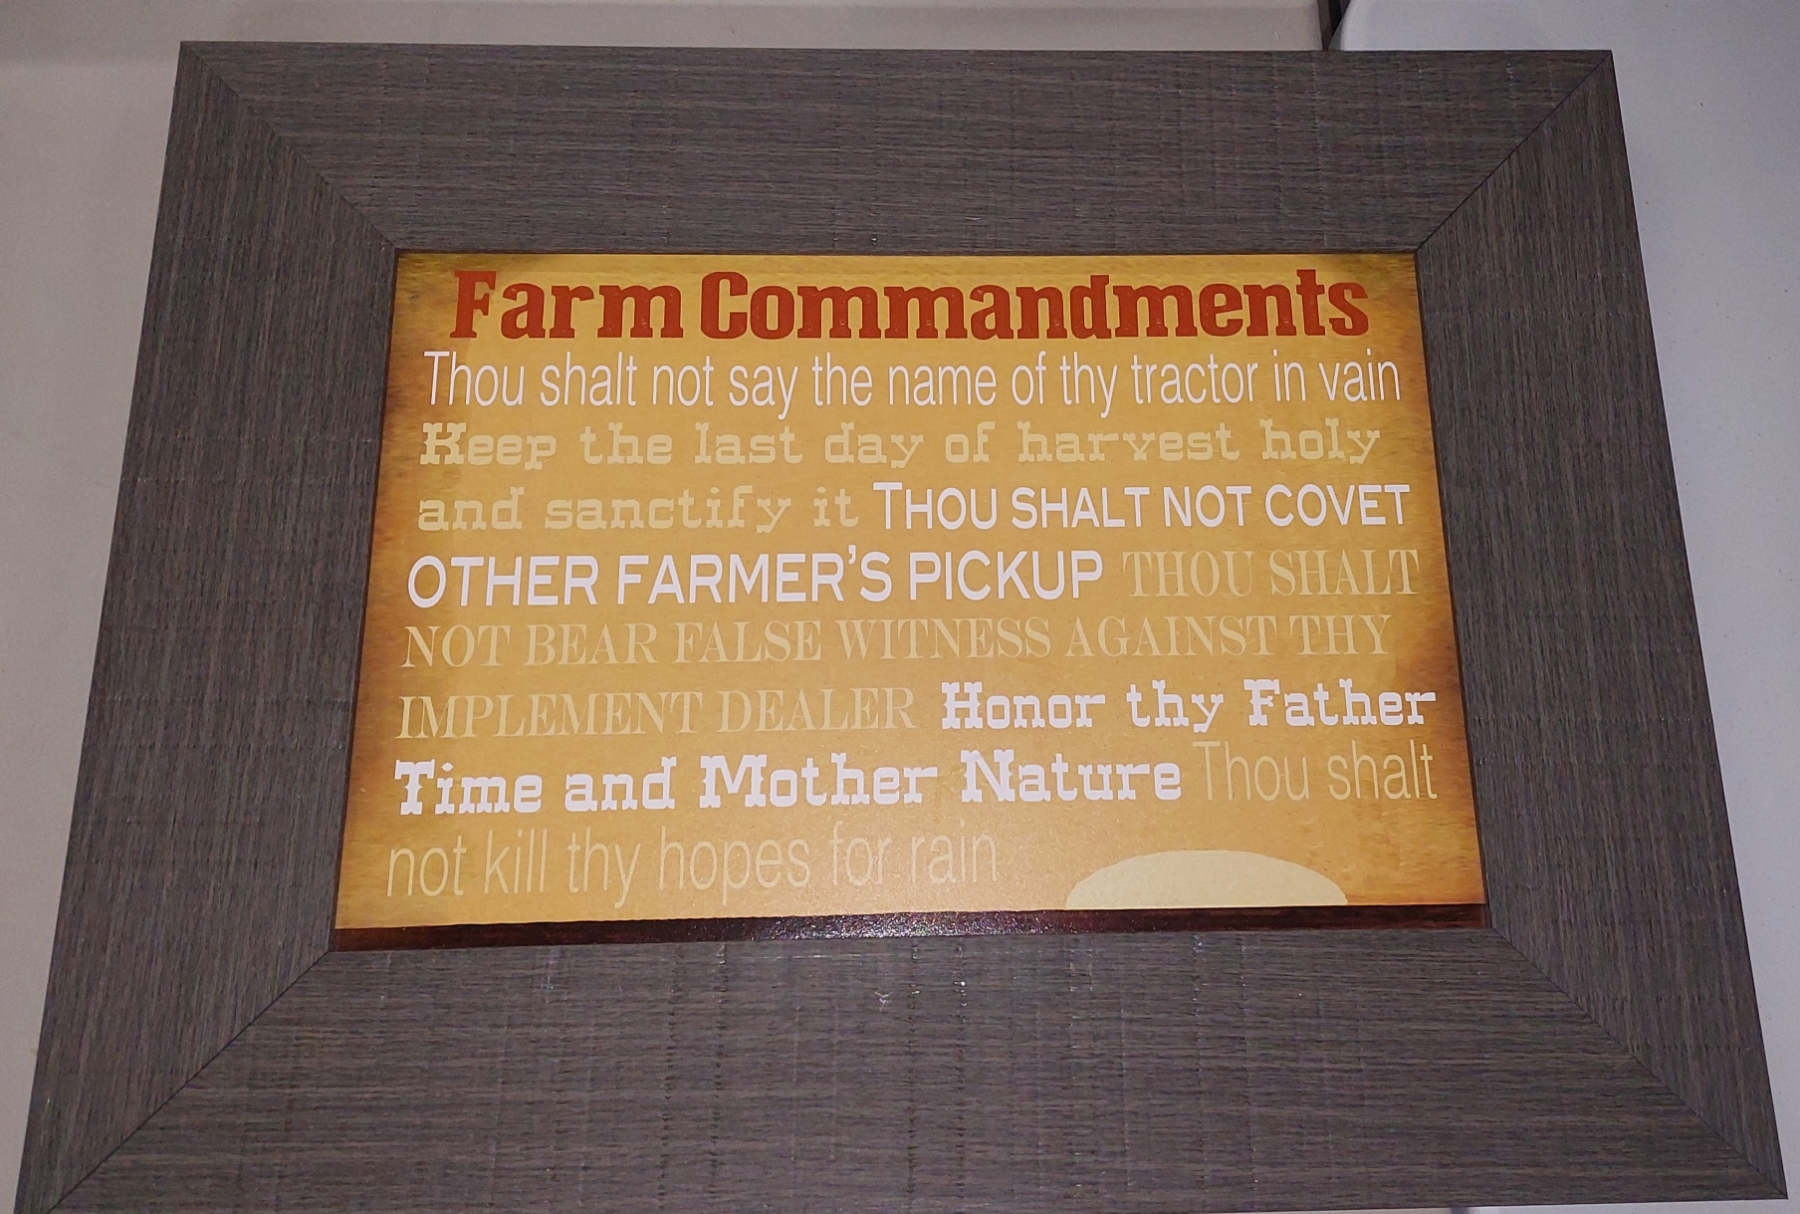 Farm Commandments
Thou shalt not say the name of thy tractor in vain
Keep the last day of harvest holy
and sanctify it THOU SHALT NOT COVET
OTHER FARMER'S PICKUP THOU SHALT
NOT BEAR FALSE WITNESS AGAINST THY
IMPLEMENT DEALER Honor thy Father
Time and Mother Nature Thou shalt
not kill thy hopes for rain